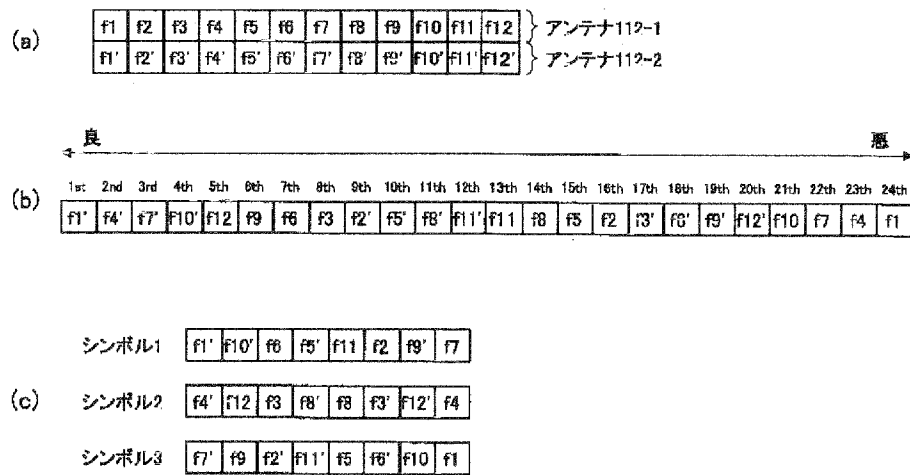 (a)
f1 f2 f3 f4 f5 f6 f7 f8 f9 f10 f11 f12 アンテナ112-1
f1' f2' f3' f4' f5' f6' f7' f8' f9' f10' f11' f12' アンテナ112-2
良 悪
1st 2nd 3rd 4th 5th 6th 7th 8th 9th 10th 11th 12th 13th 14th 15th 16th 17th 18th 19th 20th 21th 22th 23th 24th
(b)
f1' f4' f7' f10' f12 f9 f6 f3 f2' f5' f8' f11' f11 f8 f5 f2 f3' f6' f9' f12' f10 f7 f4 f1
(c)
シンボル1 f1' f10' f6 f5' f11 f2 f9' f7
シンボル2 f4' f12 f3 f8' f8 f3' f12' f4
シンボル3 f7' f9 f2' f11' f5 f6' f10 f1